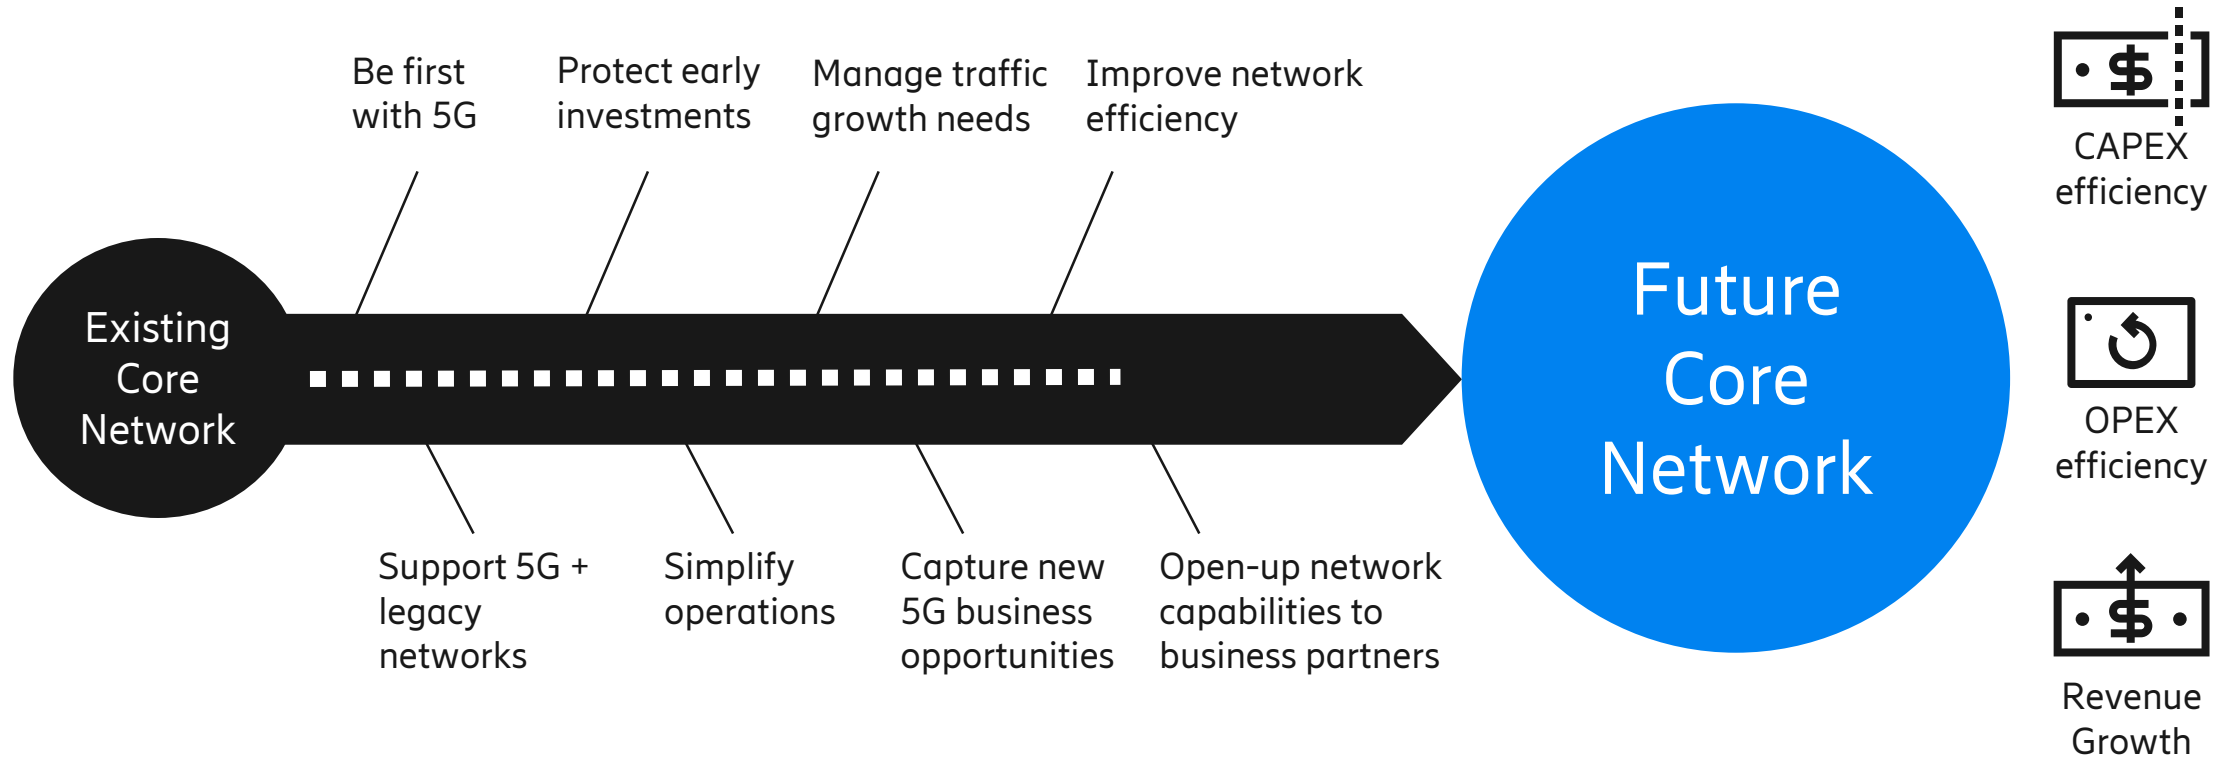 Be first
with 5G
Protect early
investments
Manage traffic
growth needs
Improve network
efficiency
Existing
Core
Network
Support 5G +
legacy
networks
Simplify
operations
Capture new
5G business
opportunities
Open-up network
capabilities to
business partners
Future
Core
Network
$
CAPEX
efficiency
OPEX
efficiency
$
Revenue
Growth